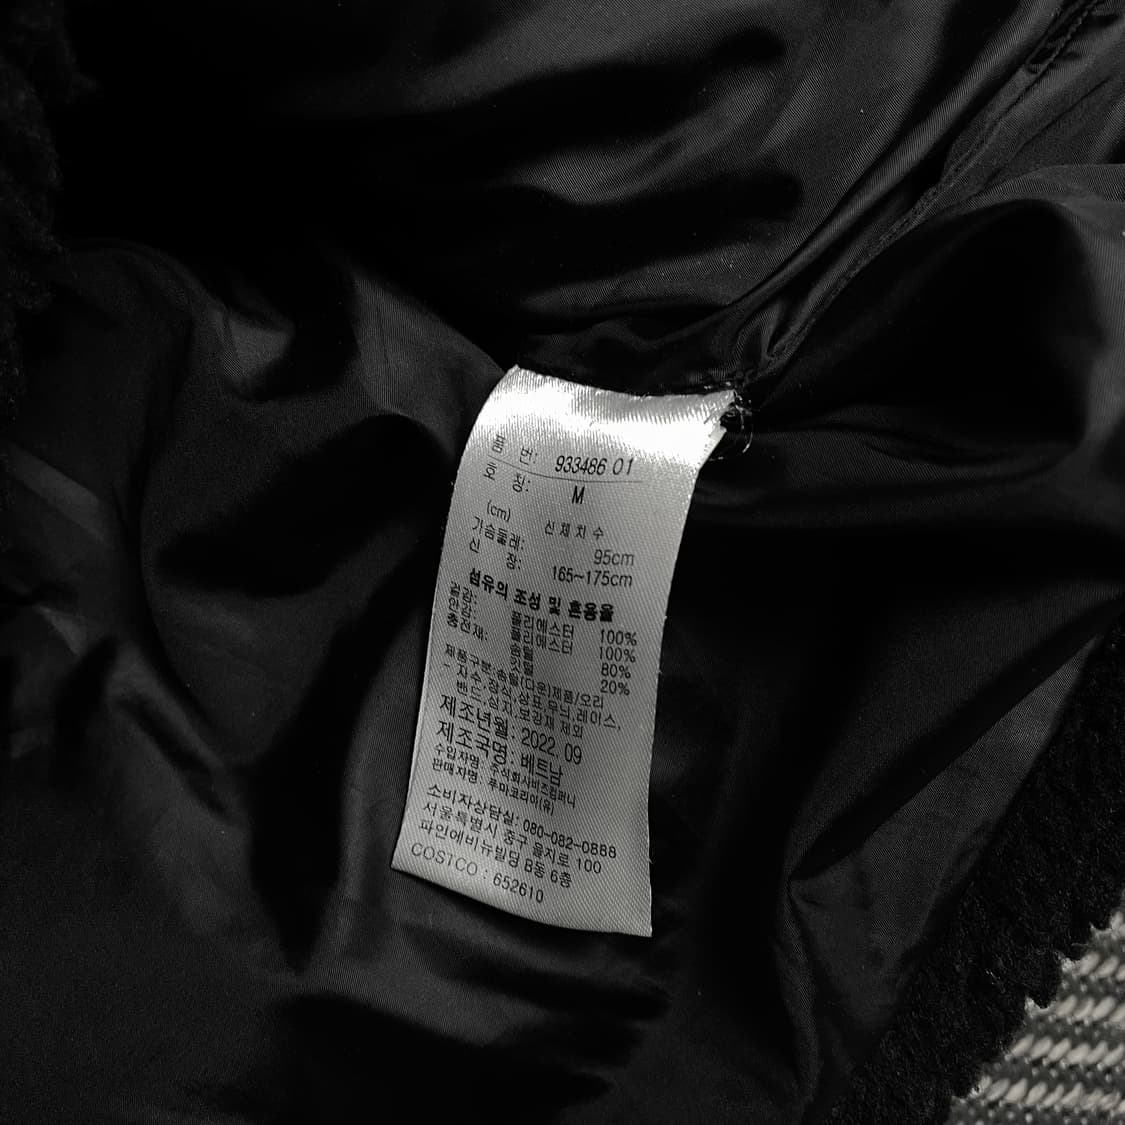 품 번: 933486 01
호 칭: M
(cm) 신체치수
가슴둘레: 95cm
신 장: 165~175cm
섬유의 조성 및 혼용율
겉감: 폴리에스터 100%
안감: 폴리에스터 100%
충전재: 솜털 80%
깃털 20%
제품구분: 솜털(다운)제품/오리
- 자수, 장식, 상표, 무늬, 레이스,
밴드, 심지, 보강재 제외
제조년월: 2022. 09
제조국명: 베트남
수입자명: 주식회사비즈컴퍼니
판매자명: 푸마코리아(유)
소비자상담실: 080-082-0888
서울특별시 중구 을지로 100
파인에비뉴빌딩 B동 6층
COSTCO : 652610